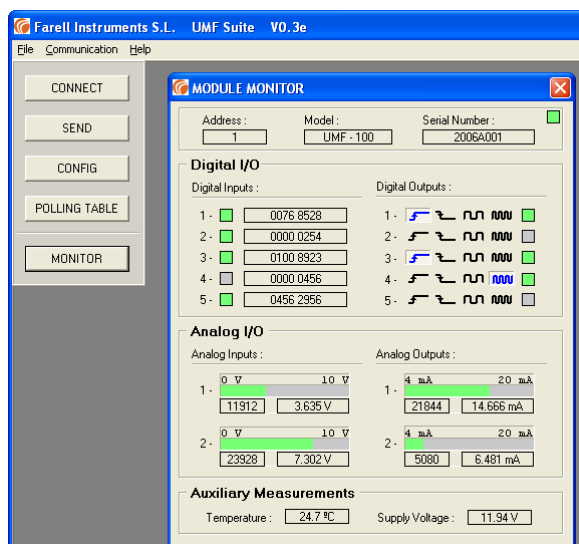 Farell Instruments S.L. UMF Suite V0.3e
File Communication Help
CONNECT
SEND
CONFIG
POLLING TABLE
MONITOR
MODULE MONITOR
Address : Model : Serial Number :
1 UMF - 100 2006A001
Digital I/O
Digital Inputs : Digital Outputs :
1 - 0076 8528 1 -
2 - 0000 0254 2 -
3 - 0100 8923 3 -
4 - 0000 0456 4 -
5 - 0456 2956 5 -
Analog I/O
Analog Inputs : Analog Outputs :
0 V 10 V 4 mA 20 mA
1 - 1 -
11912 3.635 V 21844 14.666 mA
0 V 10 V 4 mA 20 mA
2 - 2 -
23928 7.302 V 5080 6.481 mA
Auxiliary Measurements
Temperature : 24.7 ºC Supply Voltage : 11.94 V